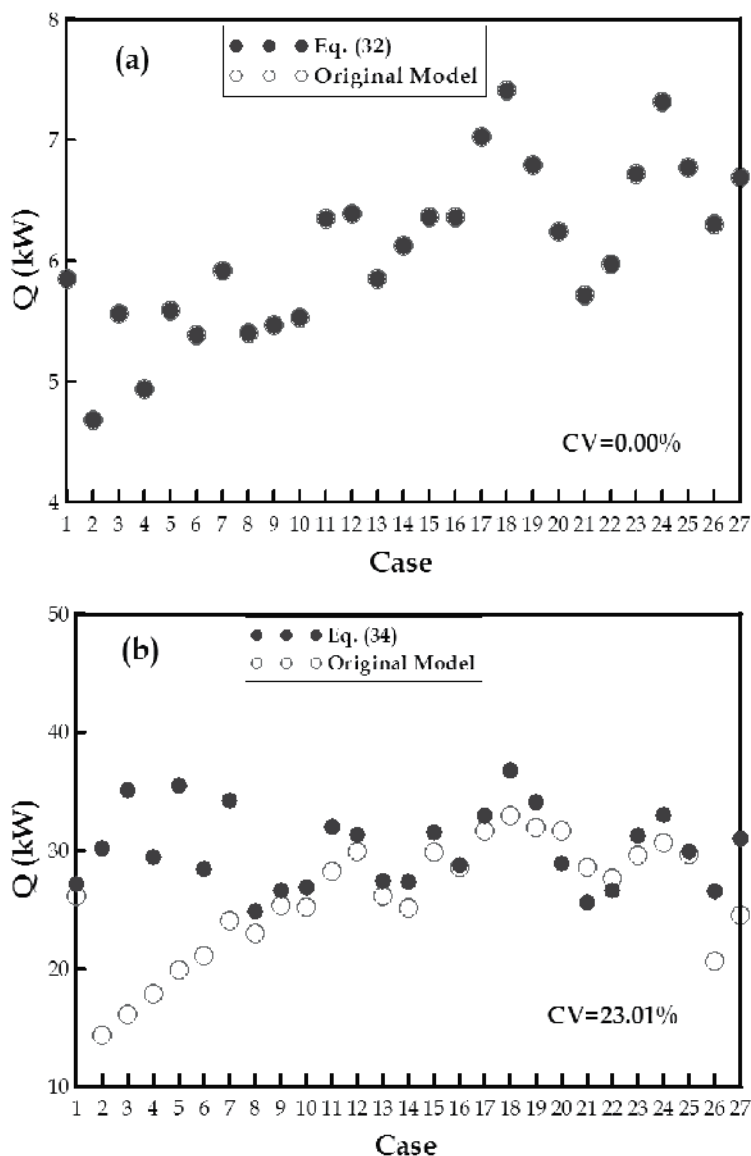 8
(a)
Eq. (32)
Original Model
7
Q (kW)
6
5
CV=0.00%
4
1 2 3 4 5 6 7 8 9 10 11 12 13 14 15 16 17 18 19 20 21 22 23 24 25 26 27
Case
50
(b)
Eq. (34)
Original Model
40
Q (kW)
30
20
CV=23.01%
10
1 2 3 4 5 6 7 8 9 10 11 12 13 14 15 16 17 18 19 20 21 22 23 24 25 26 27
Case